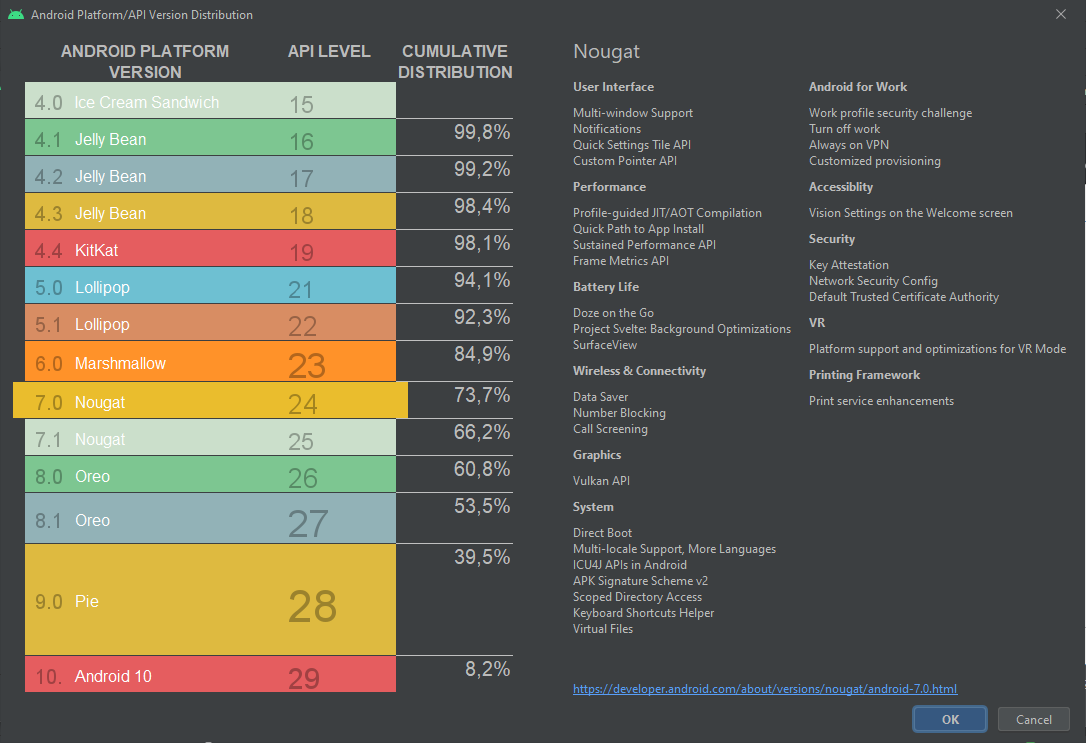 Android Platform/API Version Distribution
ANDROID PLATFORM
VERSION
API LEVEL
CUMULATIVE
DISTRIBUTION
4.0 Ice Cream Sandwich 15
99,8%
4.1 Jelly Bean 16
99,2%
4.2 Jelly Bean 17
98,4%
4.3 Jelly Bean 18
98,1%
4.4 KitKat 19
94,1%
5.0 Lollipop 21
92,3%
5.1 Lollipop 22
84,9%
6.0 Marshmallow 23
73,7%
7.0 Nougat 24
66,2%
7.1 Nougat 25
60,8%
8.0 Oreo 26
53,5%
8.1 Oreo 27
39,5%
9.0 Pie 28
8,2%
10. Android 10 29
Nougat
User Interface
Multi-window Support
Notifications
Quick Settings Tile API
Custom Pointer API
Performance
Profile-guided JIT/AOT Compilation
Quick Path to App Install
Sustained Performance API
Frame Metrics API
Battery Life
Doze on the Go
Project Svelte: Background Optimizations
SurfaceView
Wireless & Connectivity
Data Saver
Number Blocking
Call Screening
Graphics
Vulkan API
System
Direct Boot
Multi-locale Support, More Languages
ICU4J APIs in Android
APK Signature Scheme v2
Scoped Directory Access
Keyboard Shortcuts Helper
Virtual Files
Android for Work
Work profile security challenge
Turn off work
Always on VPN
Customized provisioning
Accessiblity
Vision Settings on the Welcome screen
Security
Key Attestation
Network Security Config
Default Trusted Certificate Authority
VR
Platform support and optimizations for VR Mode
Printing Framework
Print service enhancements
https://developer.android.com/about/versions/nougat/android-7.0.html
OK
Cancel